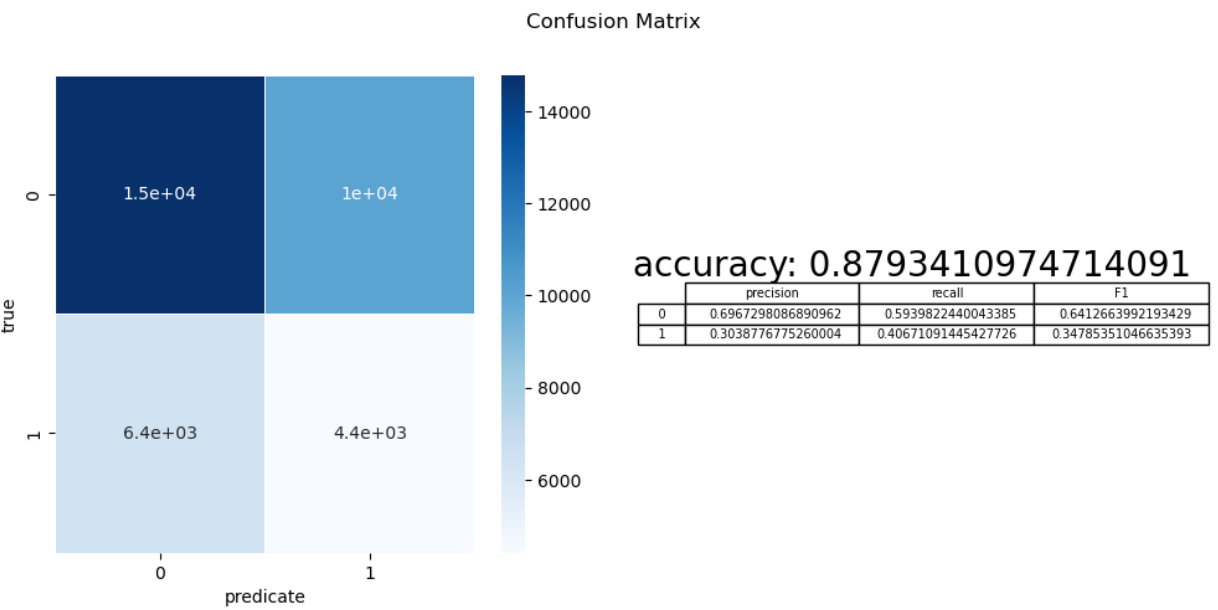 Confusion Matrix
0
1
true
1.5e+04 1e+04
6.4e+03 4.4e+03
0 1
predicate
14000
12000
10000
8000
6000
accuracy: 0.8793410974714091
precision recall F1
0 0.6967298086890962 0.5939822440043385 0.6412663992193429
1 0.3038776775260004 0.40671091445427726 0.34785351046635393